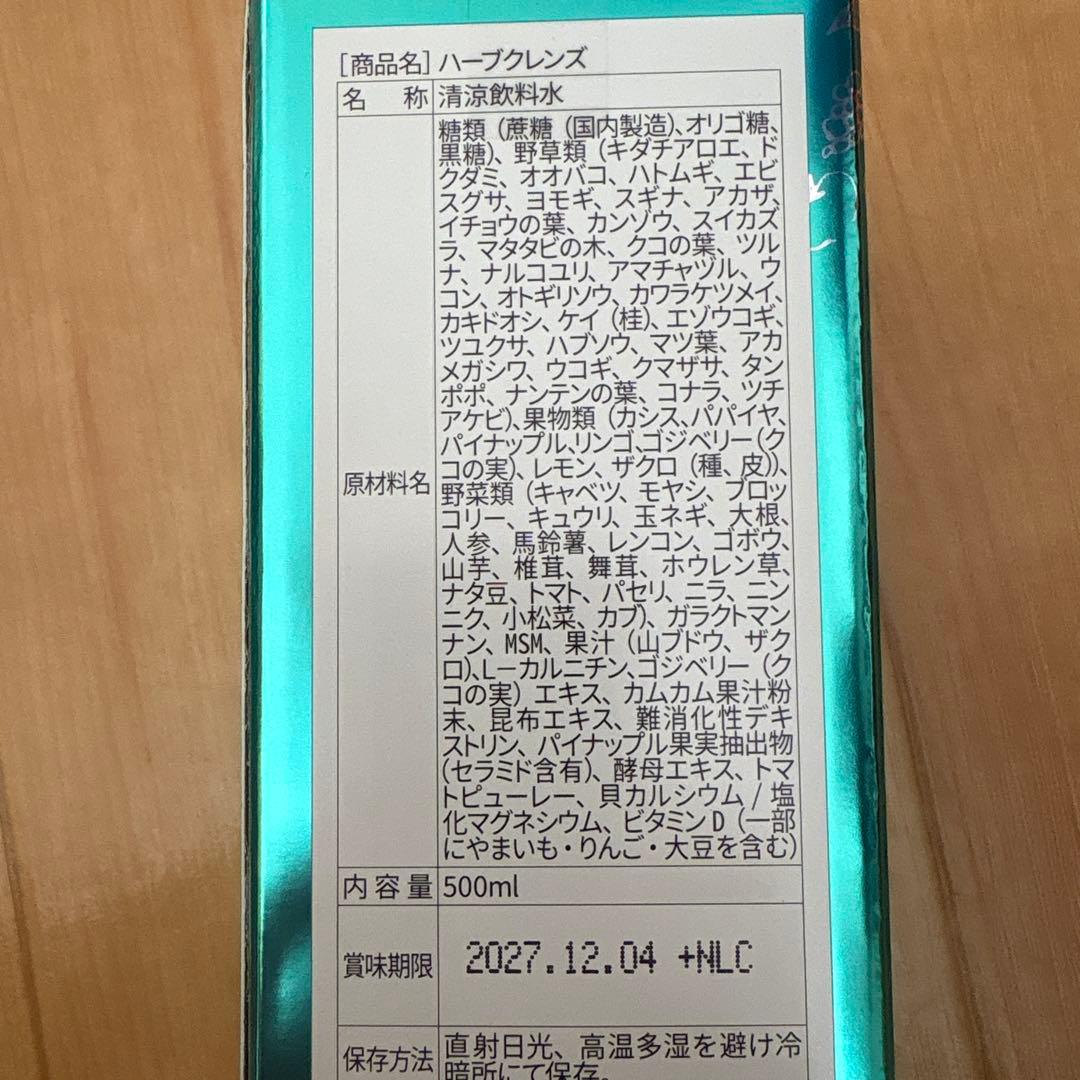 [商品名] ハーブクレンズ
名 称 清涼飲料水
原材料名
糖類（蔗糖（国内製造）、オリゴ糖、
黒糖）、野草類（キダチアロエ、ド
クダミ、オオバコ、ハトムギ、エビ
スグサ、ヨモギ、スギナ、アカザ、
イチョウの葉、カンゾウ、スイカズ
ラ、マタタビの木、クコの葉、ツル
ナ、ナルコユリ、アマチャヅル、ウ
コン、オトギリソウ、カワラケツメイ、
カキドオシ、ケイ（桂）、エゾウコギ、
ツユクサ、ハブソウ、マツ葉、アカ
メガシワ、ウコギ、クマザサ、タン
ポポ、ナンテンの葉、コナラ、ツチ
アケビ）、果物類（カシス、パパイヤ、
パイナップル、リンゴ、ゴジベリー（ク
コの実）、レモン、ザクロ（種、皮））、
野菜類（キャベツ、モヤシ、ブロッ
コリー、キュウリ、玉ネギ、大根、
人参、馬鈴薯、レンコン、ゴボウ、
山芋、椎茸、舞茸、ホウレン草、
ナタ豆、トマト、パセリ、ニラ、ニン
ニク、小松菜、カブ）、ガラクトマン
ナン、MSM、果汁（山ブドウ、ザク
ロ）、L－カルニチン、ゴジベリー（ク
コの実）エキス、カムカム果汁粉
末、昆布エキス、難消化性デキ
ストリン、パイナップル果実抽出物
（セラミド含有）、酵母エキス、トマ
トピューレー、貝カルシウム / 塩
化マグネシウム、ビタミンD（一部
にやまいも・りんご・大豆を含む）
内容量 500ml
賞味期限 2027.12.04 +NLC
保存方法 直射日光、高温多湿を避け冷
暗所にて保存。